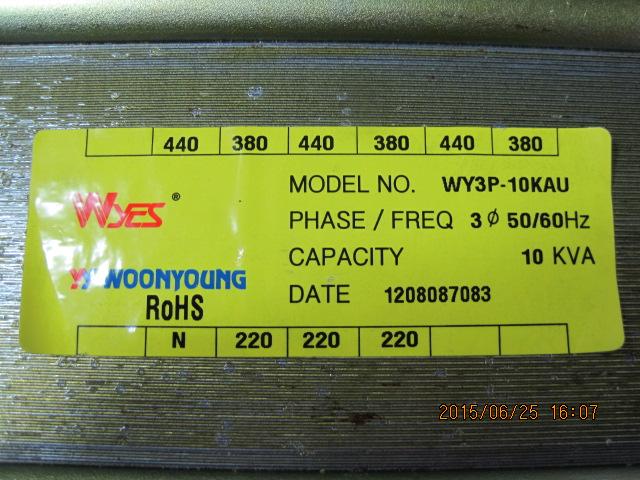 440 380 440 380 440 380
WYES ®
MODEL NO. WY3P-10KAU
PHASE / FREQ 3 Ø 50/60Hz
CAPACITY 10 KVA
WOONYOUNG
RoHS
DATE 1208087083
N 220 220 220
2015/06/25 16:07